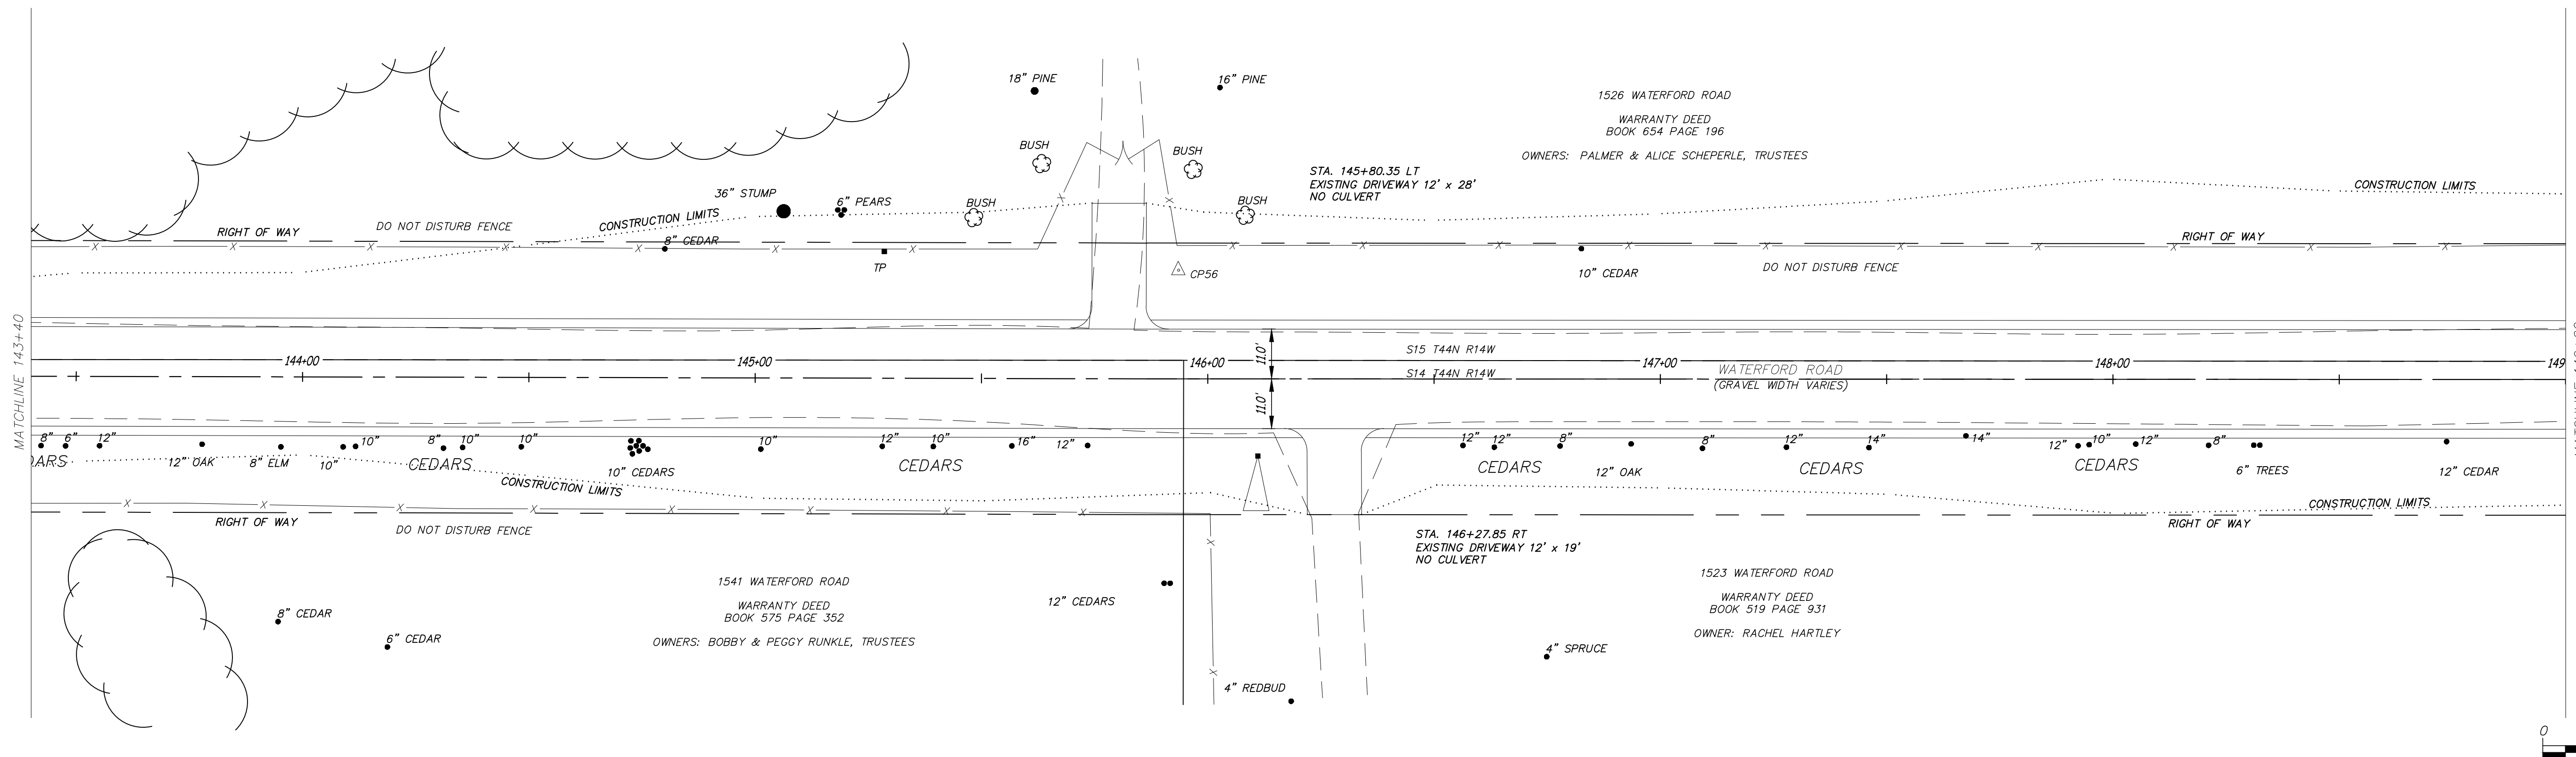 MATCHLINE 143+40
18” PINE
16” PINE
BUSH
BUSH
BUSH
BUSH
36” STUMP
6” PEARS
1526 WATERFORD ROAD
WARRANTY DEED
BOOK 654 PAGE 196
OWNERS: PALMER & ALICE SCHEPERLE, TRUSTEES
STA. 145+80.35 LT
EXISTING DRIVEWAY 12' x 28'
NO CULVERT
CONSTRUCTION LIMITS
CONSTRUCTION LIMITS
RIGHT OF WAY
DO NOT DISTURB FENCE
8” CEDAR
TP
CP56
10” CEDAR
DO NOT DISTURB FENCE
RIGHT OF WAY
144+00
145+00
146+00
147+00
148+00
149
11.0'
11.0'
S15 T44N R14W
S14 T44N R14W
WATERFORD ROAD
(GRAVEL WIDTH VARIES)
8”
6”
12”
12” OAK
8” ELM
10”
10”
8”
10”
CEDARS
10”
10” CEDARS
10”
12”
10”
CEDARS
16”
12”
12”
12”
CEDARS
8”
12” OAK
8”
12”
CEDARS
14”
14”
12”
10”
CEDARS
12”
8”
6” TREES
12” CEDAR
CONSTRUCTION LIMITS
CONSTRUCTION LIMITS
RIGHT OF WAY
DO NOT DISTURB FENCE
RIGHT OF WAY
STA. 146+27.85 RT
EXISTING DRIVEWAY 12' x 19'
NO CULVERT
8” CEDAR
6” CEDAR
1541 WATERFORD ROAD
WARRANTY DEED
BOOK 575 PAGE 352
OWNERS: BOBBY & PEGGY RUNKLE, TRUSTEES
12” CEDARS
4” REDBUD
4” SPRUCE
1523 WATERFORD ROAD
WARRANTY DEED
BOOK 519 PAGE 931
OWNER: RACHEL HARTLEY
0